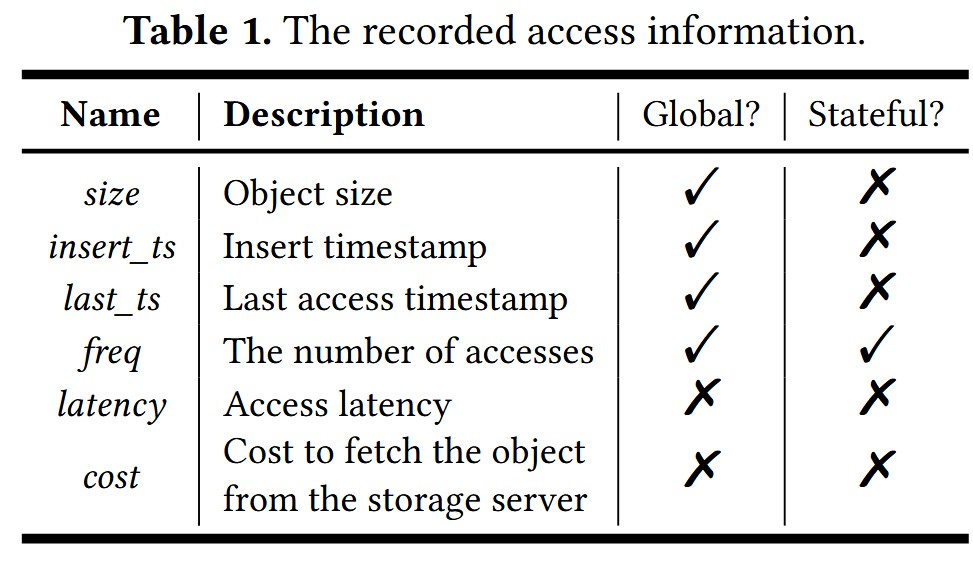 Table 1. The recorded access information.
Name Description Global? Stateful?
size Object size ✓ ✗
insert_ts Insert timestamp ✓ ✗
last_ts Last access timestamp ✓ ✗
freq The number of accesses ✓ ✓
latency Access latency ✗ ✗
cost Cost to fetch the object from the storage server ✗ ✗